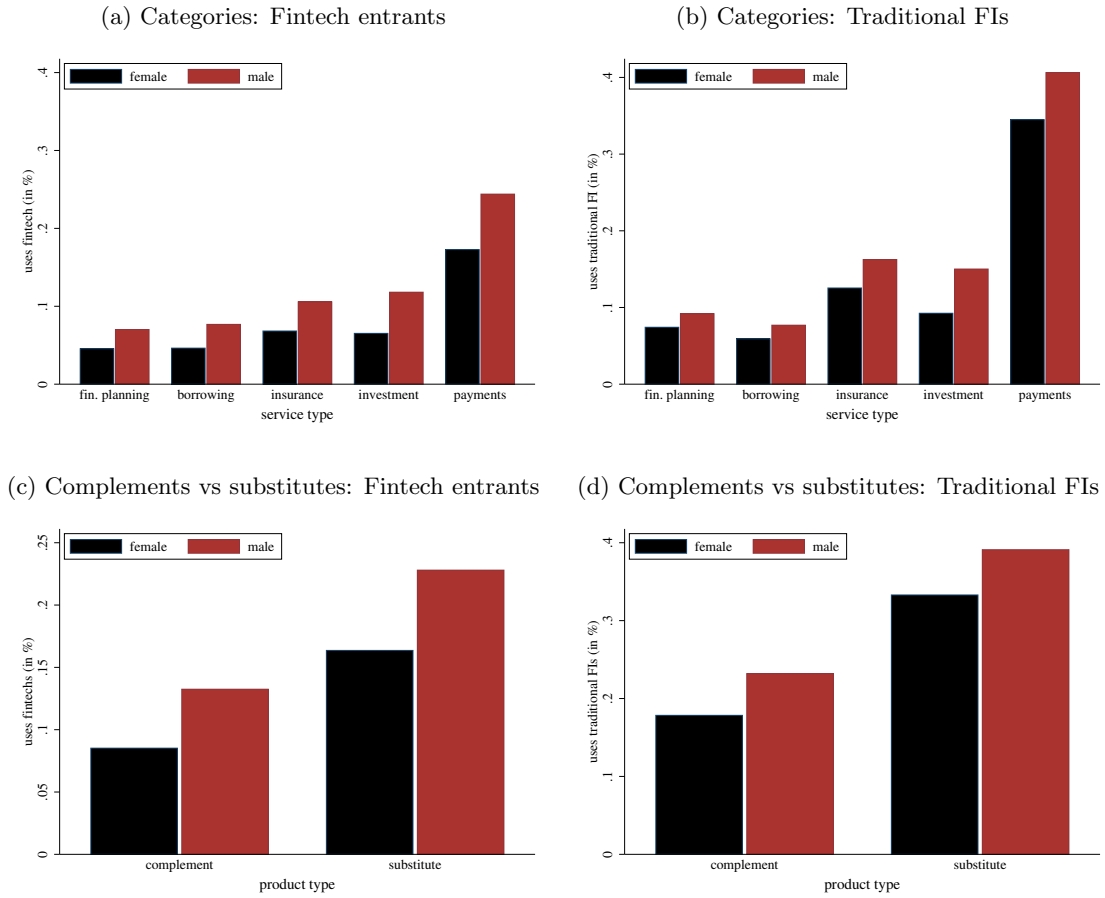 (a) Categories: Fintech entrants
female male
uses fintech (in %)
.4
.3
.2
.1
0
fin. planning borrowing insurance investment payments
service type
(b) Categories: Traditional FIs
female male
uses traditional FI (in %)
.4
.3
.2
.1
0
fin. planning borrowing insurance investment payments
service type
(c) Complements vs substitutes: Fintech entrants
female male
uses fintechs (in %)
.25
.2
.15
.1
.05
0
complement substitute
product type
(d) Complements vs substitutes: Traditional FIs
female male
uses traditional FIs (in %)
.4
.3
.2
.1
0
complement substitute
product type